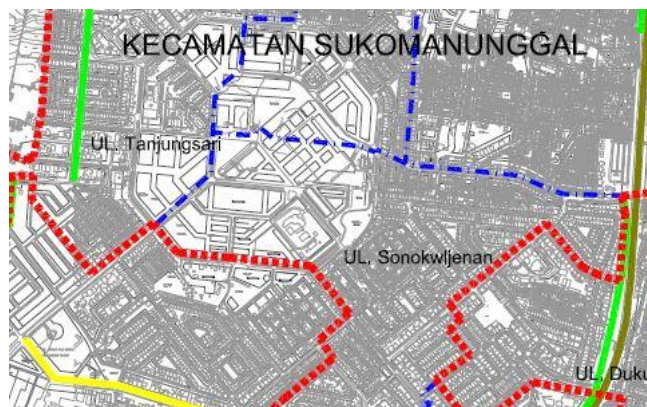 KECAMATAN SUKOMANUNGGAL
UL, Tanjungsari
UL, Sonokwljenan
UL, Duku